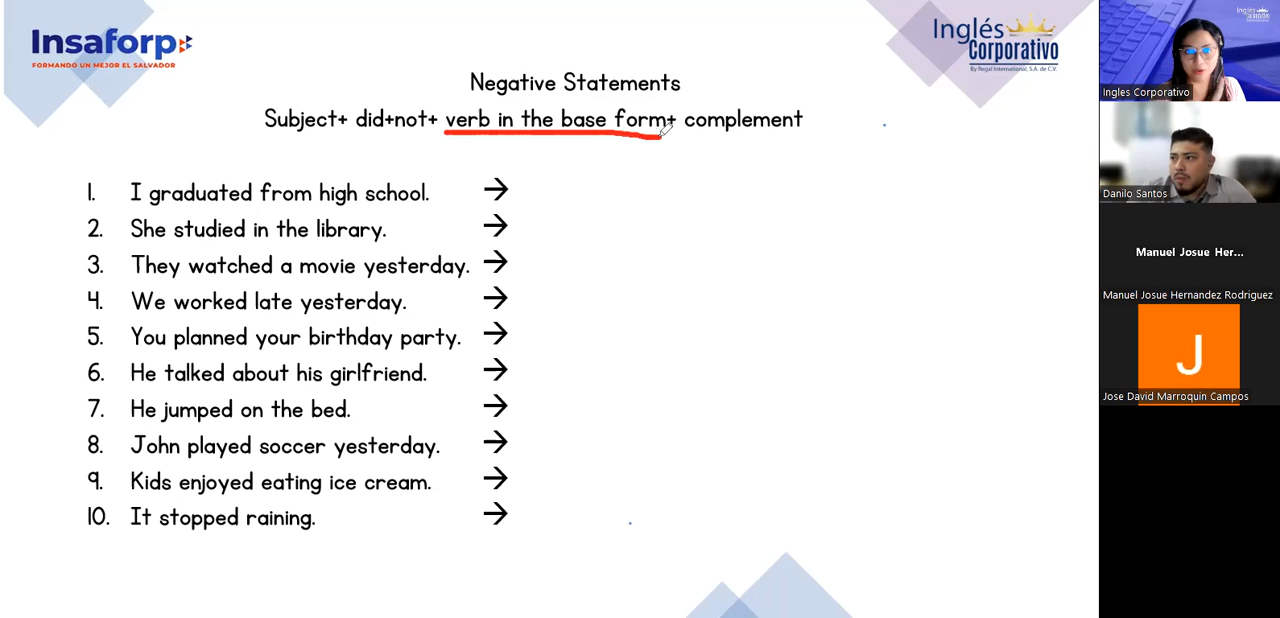 Insaforp
FORMANDO UN MEJOR EL SALVADOR
Inglés
Corporativo
By Regal International, S.A. de C.V.
Negative Statements
Subject+ did+not+ verb in the base form+ complement
1. I graduated from high school. →
2. She studied in the library. →
3. They watched a movie yesterday. →
4. We worked late yesterday. →
5. You planned your birthday party. →
6. He talked about his girlfriend. →
7. He jumped on the bed. →
8. John played soccer yesterday. →
9. Kids enjoyed eating ice cream. →
10. It stopped raining. →
Ingles Corporativo
Danilo Santos
Manuel Josue Her...
Manuel Josue Hernandez Rodriguez
J
Jose David Marroquin Campos